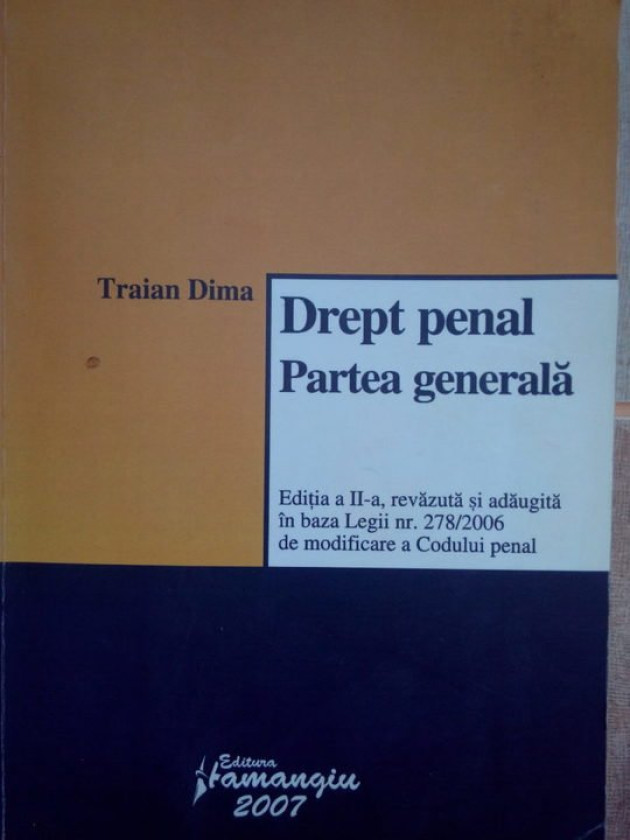 Traian Dima
Drept penal
Partea generală
Ediția a II-a, revăzută și adăugită
în baza Legii nr. 278/2006
de modificare a Codului penal
Editura
Hamangiu
2007